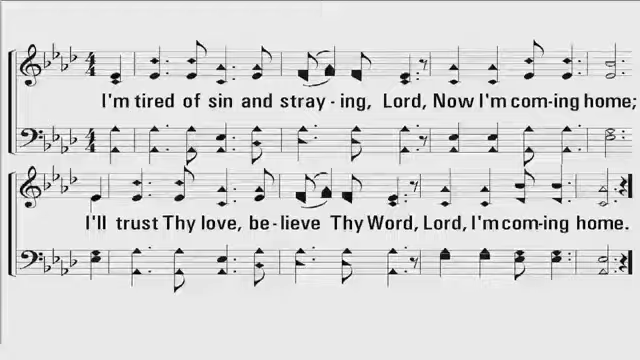 I'm tired of sin and stray - ing, Lord, Now I'm com-ing home;
I'll trust Thy love, be - lieve Thy Word, Lord, I'm com-ing home.